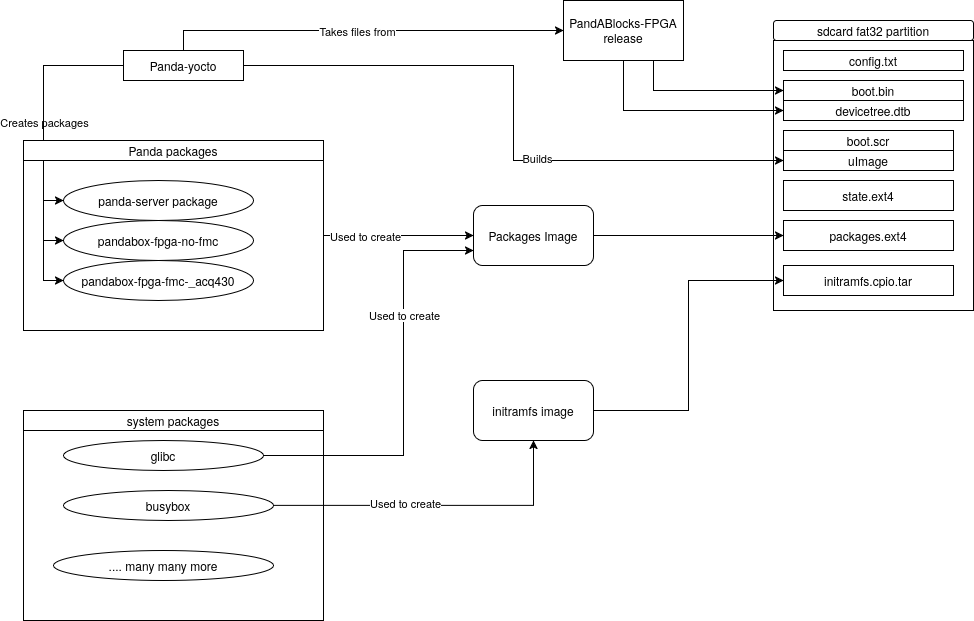 PandABlocks-FPGA
release
Takes files from
sdcard fat32 partition
Panda-yocto
config.txt
boot.bin
devicetree.dtb
Creates packages
boot.scr
Panda packages
Builds
uImage
panda-server package
state.ext4
pandabox-fpga-no-fmc
Used to create
Packages Image
packages.ext4
pandabox-fpga-fmc-_acq430
initramfs.cpio.tar
Used to create
initramfs image
system packages
glibc
busybox
Used to create
.... many many more